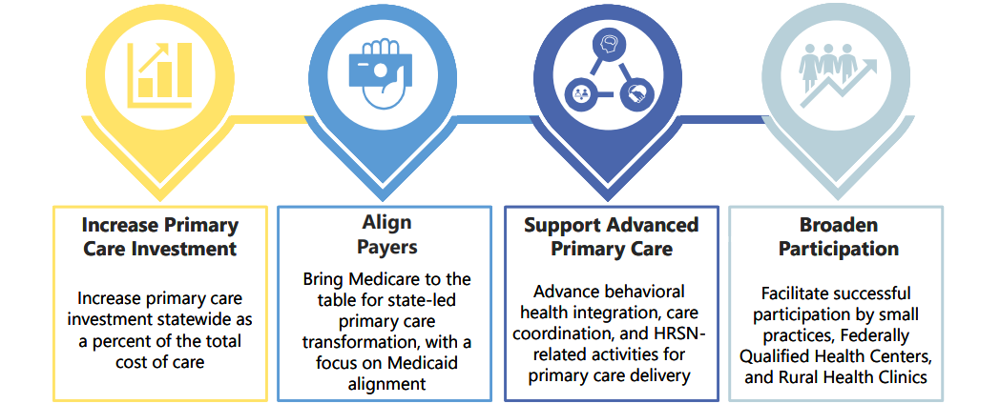 Increase Primary
Care Investment
Increase primary care
investment statewide as
a percent of the total
cost of care
Align
Payers
Bring Medicare to the
table for state-led
primary care
transformation, with a
focus on Medicaid
alignment
Support Advanced
Primary Care
Advance behavioral
health integration, care
coordination, and HRSN-
related activities for
primary care delivery
Broaden
Participation
Facilitate successful
participation by small
practices, Federally
Qualified Health Centers,
and Rural Health Clinics